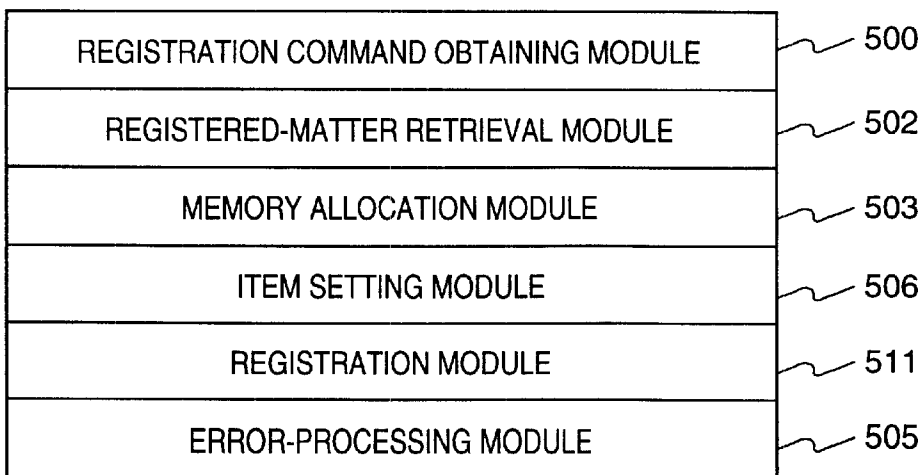 REGISTRATION COMMAND OBTAINING MODULE 500
REGISTERED-MATTER RETRIEVAL MODULE 502
MEMORY ALLOCATION MODULE 503
ITEM SETTING MODULE 506
REGISTRATION MODULE 511
ERROR-PROCESSING MODULE 505